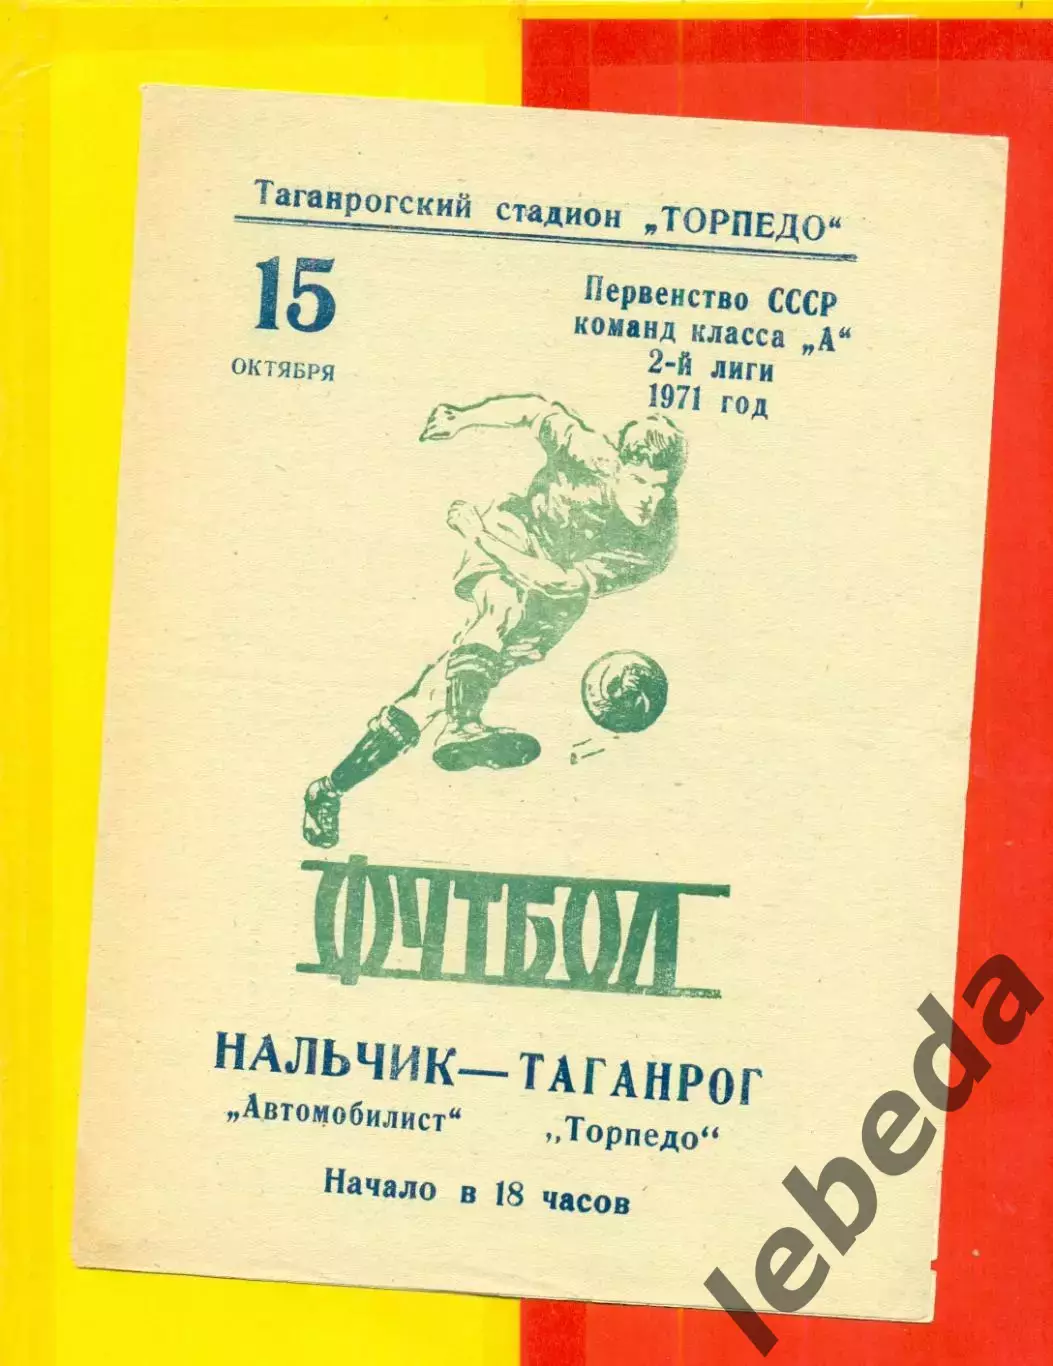 Таганрогский стадион „ТОРПЕДО“
15
ОКТЯБРЯ
Первенство СССР
команд класса „А“
2-й лиги
1971 год
ФУТБОЛ
НАЛЬЧИК—ТАГАНРОГ
„Автомобилист“ „Торпедо“
Начало в 18 часов
lebeda